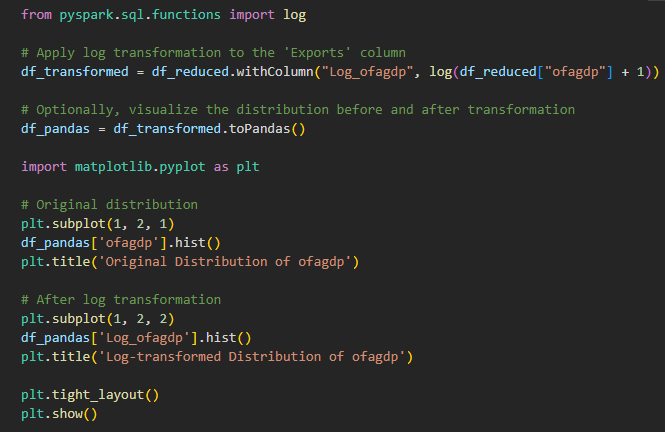 from pyspark.sql.functions import log
# Apply log transformation to the 'Exports' column
df_transformed = df_reduced.withColumn("Log_ofagdp", log(df_reduced["ofagdp"] + 1))
# Optionally, visualize the distribution before and after transformation
df_pandas = df_transformed.toPandas()
import matplotlib.pyplot as plt
# Original distribution
plt.subplot(1, 2, 1)
df_pandas['ofagdp'].hist()
plt.title('Original Distribution of ofagdp')
# After log transformation
plt.subplot(1, 2, 2)
df_pandas['Log_ofagdp'].hist()
plt.title('Log-transformed Distribution of ofagdp')
plt.tight_layout()
plt.show()